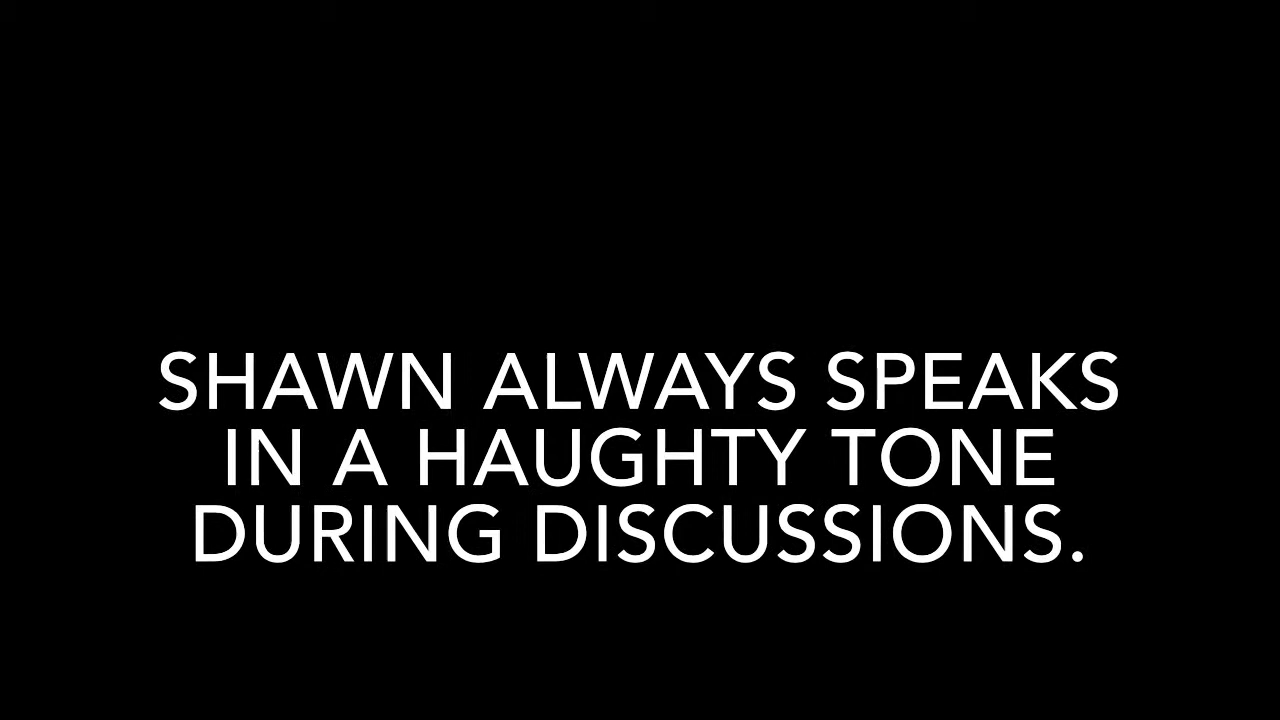 SHAWN ALWAYS SPEAKS
IN A HAUGHTY TONE
DURING DISCUSSIONS.